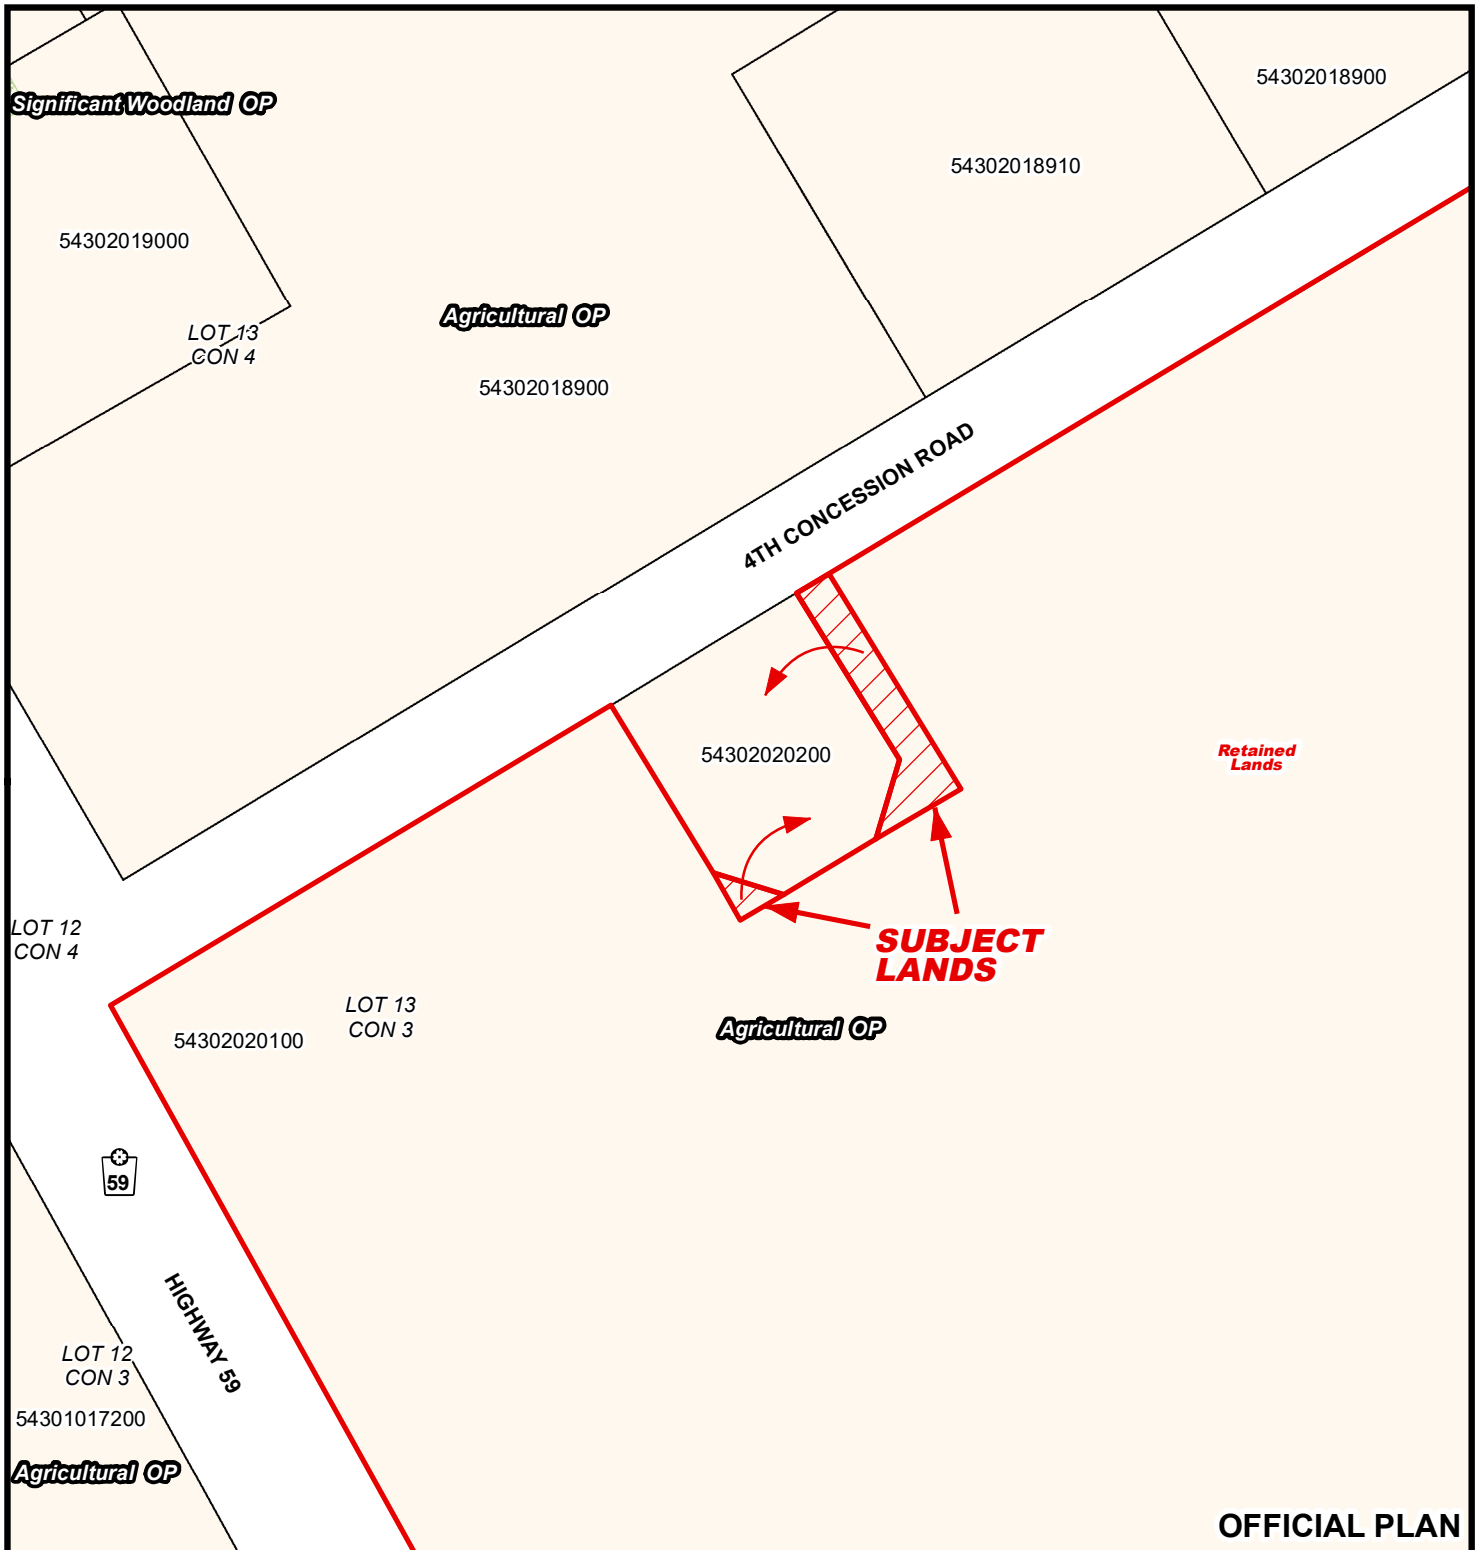 54302018900
Significant Woodland OP
54302018910
54302019000
Agricultural OP
LOT 13
CON 4
54302018900
4TH CONCESSION ROAD
54302020200
Retained
Lands
LOT 12
CON 4
SUBJECT
LANDS
LOT 13
CON 3
Agricultural OP
54302020100
59
HIGHWAY 59
LOT 12
CON 3
54301017200
Agricultural OP
OFFICIAL PLAN